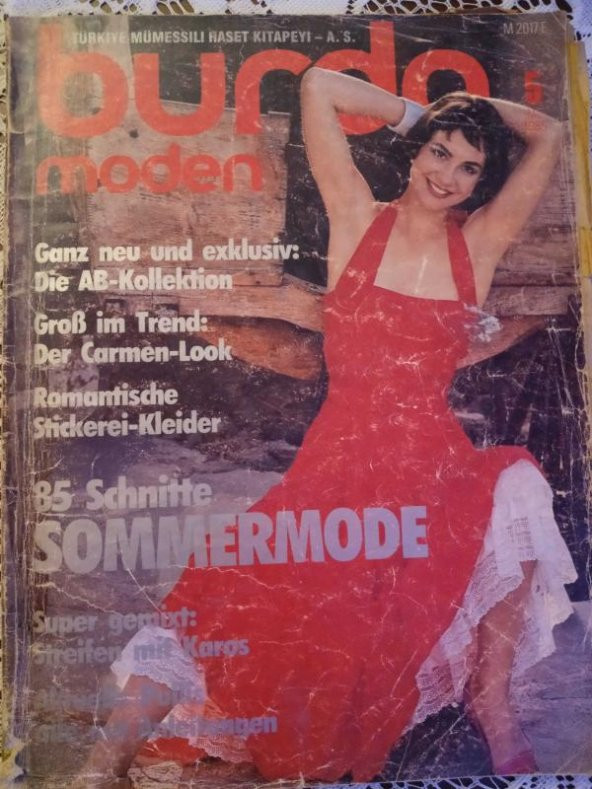 TÜRKIYE MÜMESSILI HASET KITAPEYI – A. S.
M 2017 E
burda
moden
Ganz neu und exklusiv:
Die AB-Kollektion
Groß im Trend:
Der Carmen-Look
Romantische
Stickerei-Kleider
85 Schnitte
SOMMERMODE
Super gemixt:
Streifen mit Karos